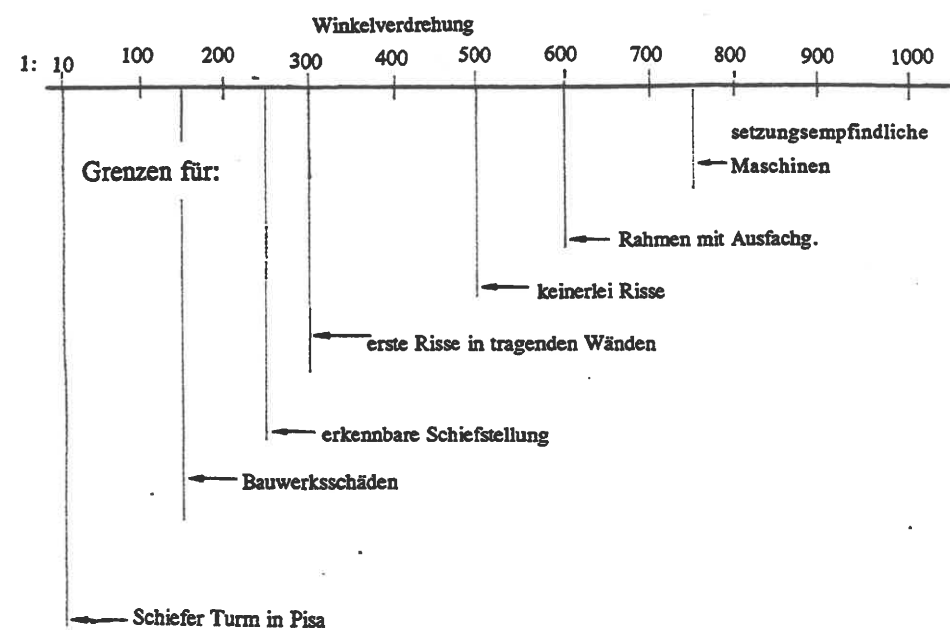 Winkelverdrehung
1: 10 100 200 300 400 500 600 700 800 900 1000
setzungsempfindliche
Maschinen
Grenzen für:
Rahmen mit Ausfachg.
keinerlei Risse
erste Risse in tragenden Wänden
erkennbare Schiefstellung
Bauwerksschäden
Schiefer Turm in Pisa